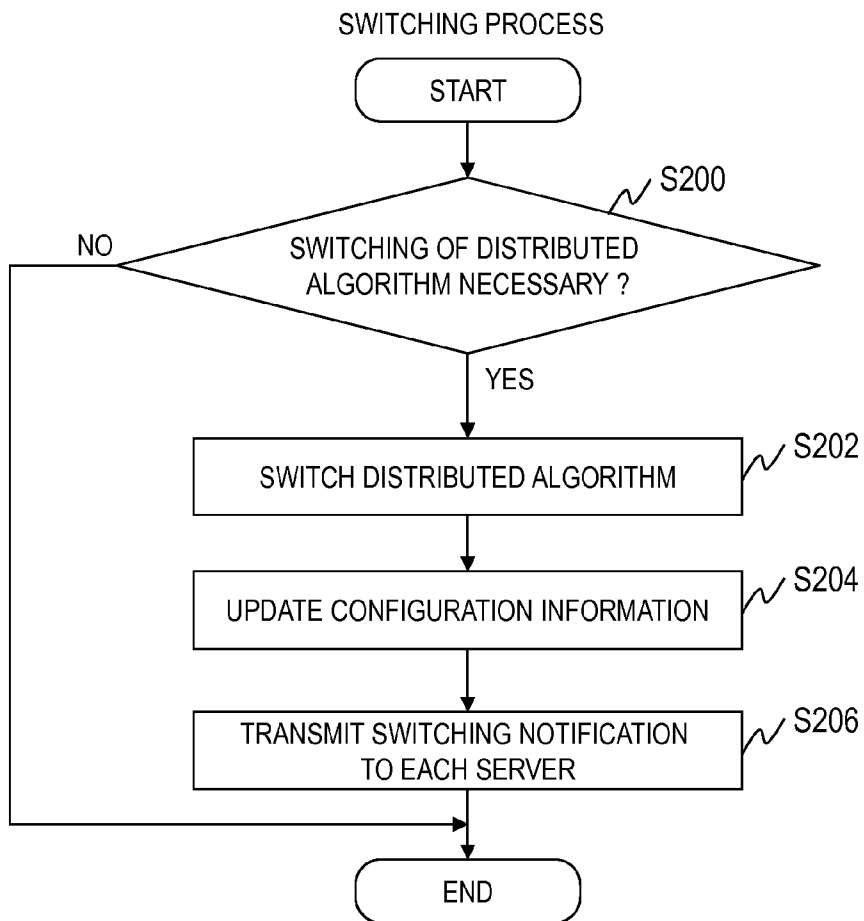 SWITCHING PROCESS
START
S200
NO
SWITCHING OF DISTRIBUTED
ALGORITHM NECESSARY ?
YES
S202
SWITCH DISTRIBUTED ALGORITHM
S204
UPDATE CONFIGURATION INFORMATION
S206
TRANSMIT SWITCHING NOTIFICATION
TO EACH SERVER
END